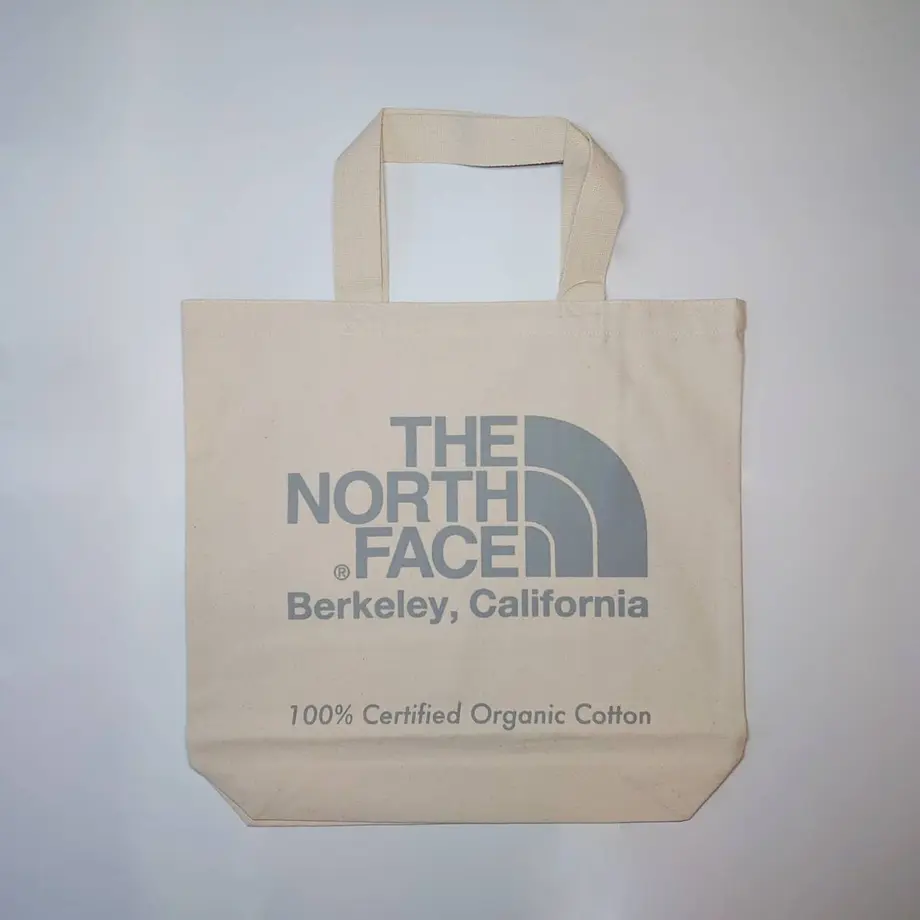 THE
NORTH
® FACE
Berkeley, California
100% Certified Organic Cotton